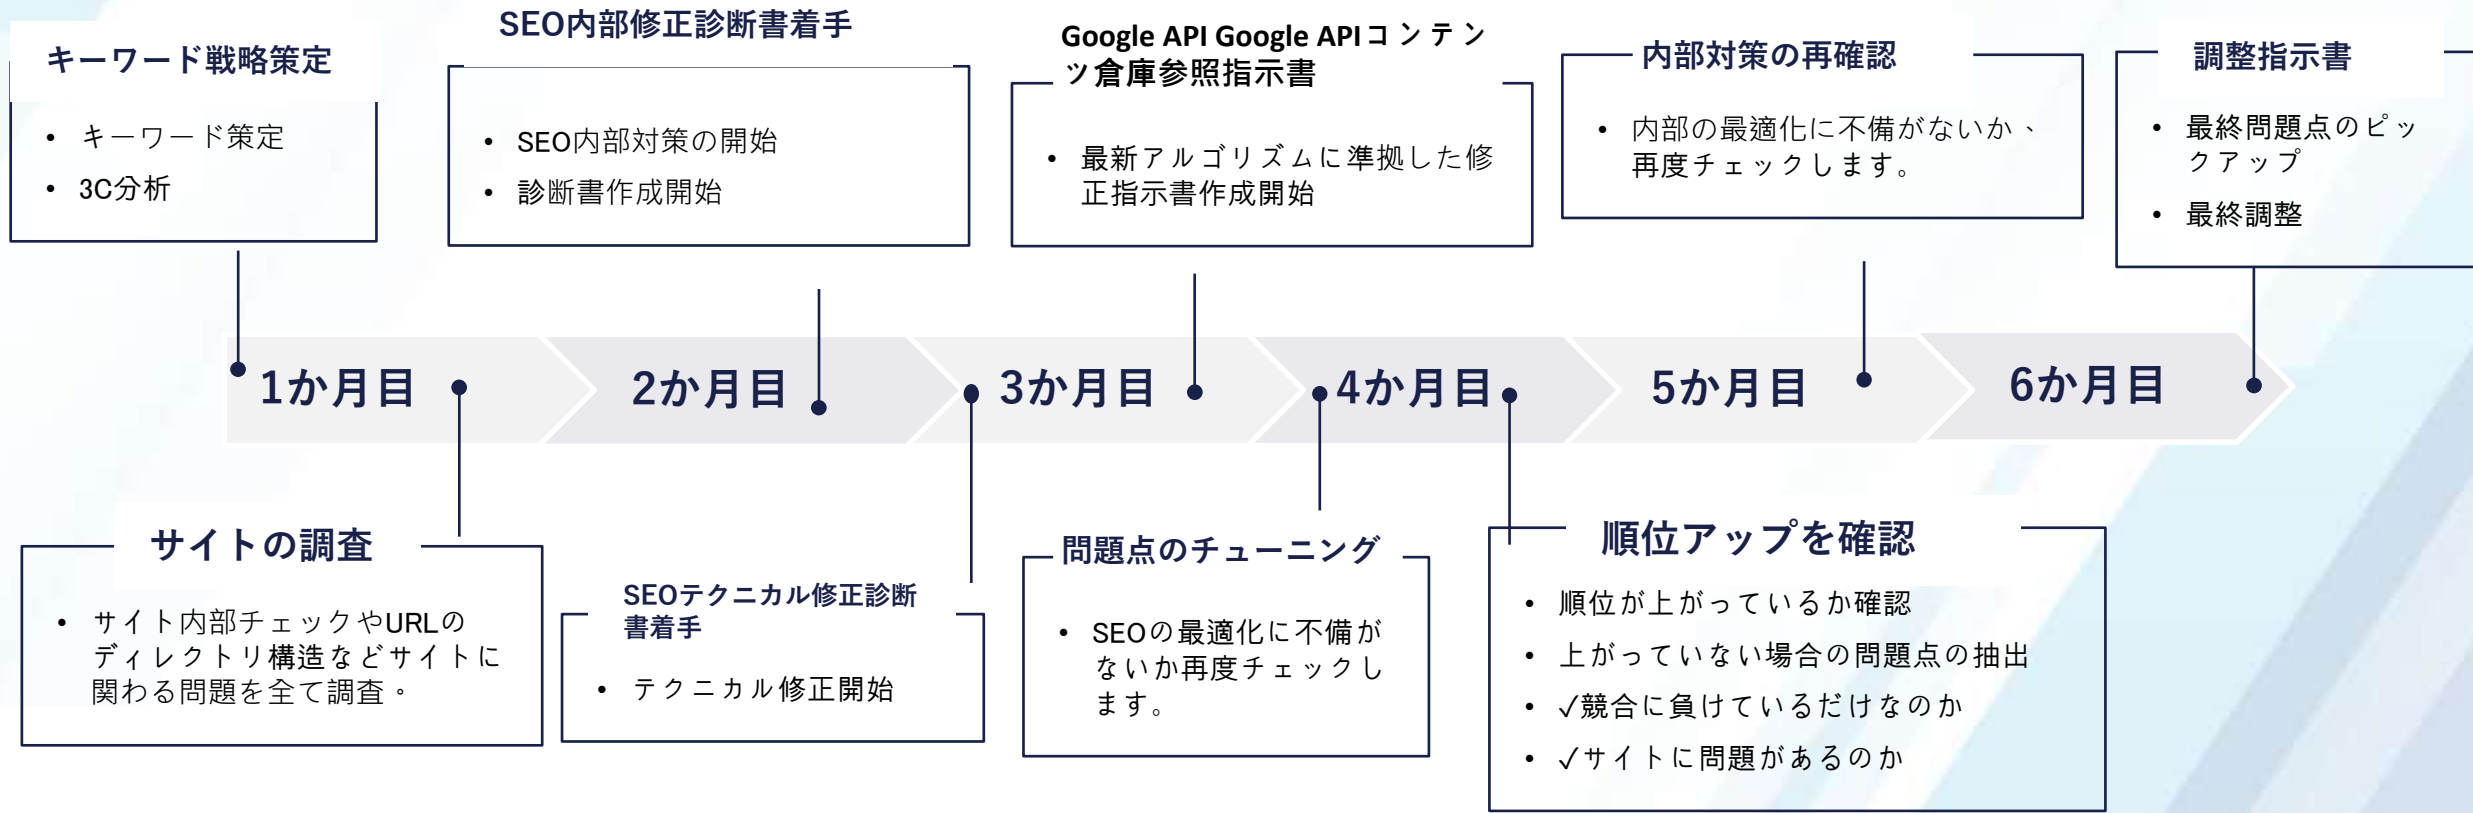 キーワード戦略策定
• キーワード策定
• 3C分析
SEO内部修正診断書着手
• SEO内部対策の開始
• 診断書作成開始
Google API Google APIコンテン
ツ倉庫参照指示書
• 最新アルゴリズムに準拠した修
正指示書作成開始
内部対策の再確認
• 内部の最適化に不備がないか、
再度チェックします。
調整指示書
• 最終問題点のピッ
クアップ
• 最終調整
1か月目
2か月目
3か月目
4か月目
5か月目
6か月目
サイトの調査
• サイト内部チェックやURLの
ディレクトリ構造などサイトに
関わる問題を全て調査。
SEOテクニカル修正診断
書着手
• テクニカル修正開始
問題点のチューニング
• SEOの最適化に不備が
ないか再度チェックし
ます。
順位アップを確認
• 順位が上がっているか確認
• 上がっていない場合の問題点の抽出
• ✓競合に負けているだけなのか
• ✓サイトに問題があるのか